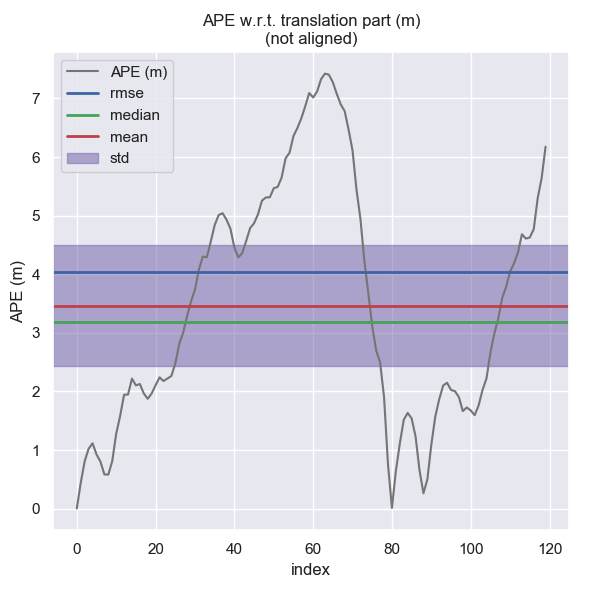 APE w.r.t. translation part (m)
(not aligned)
APE (m)
rmse
median
mean
std
APE (m)
7
6
5
4
3
2
1
0
0 20 40 60 80 100 120
index